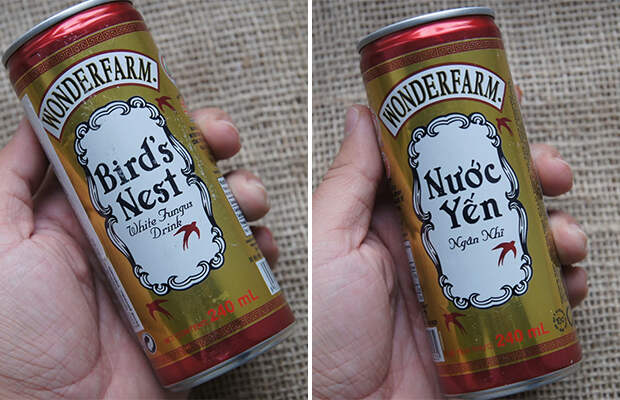 WONDERFARM
Bird's
Nest
White Fungus
Drink
240 mL
WONDERFARM
Nước
Yến
Ngân Nhĩ
240 mL